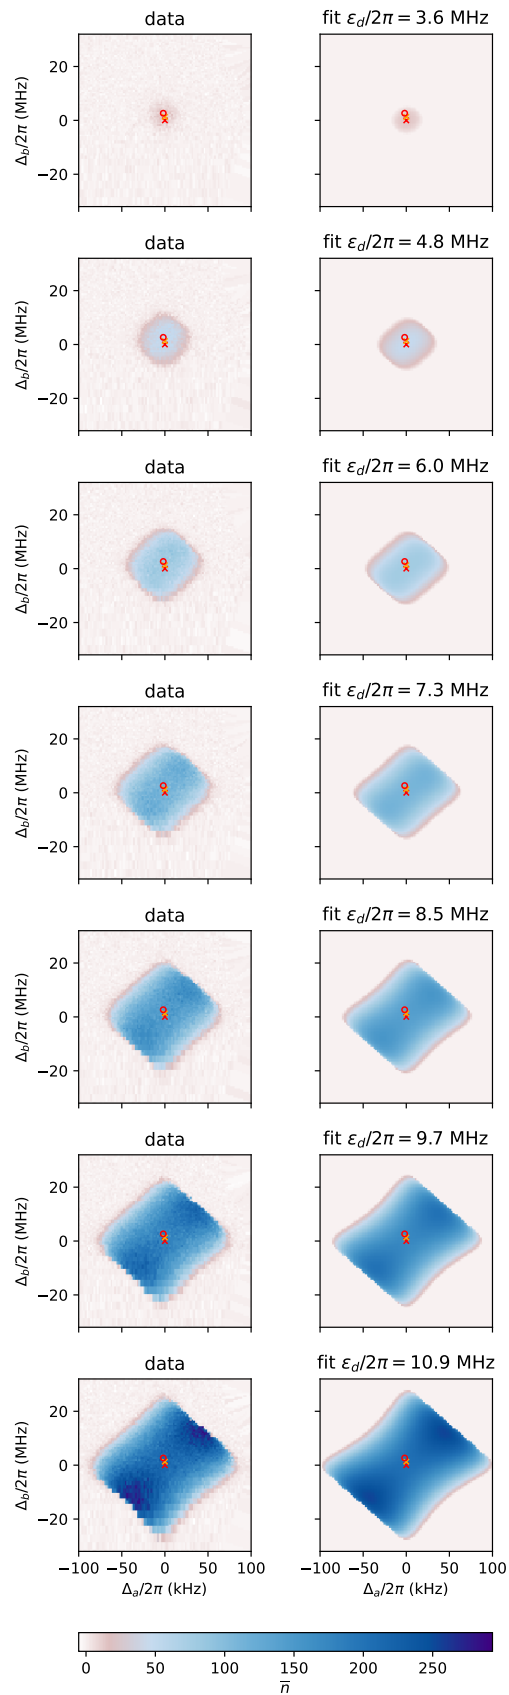 data fit ε_d/2π = 3.6 MHz
Δ_b/2π (MHz)
20
0
−20
data fit ε_d/2π = 4.8 MHz
Δ_b/2π (MHz)
20
0
−20
data fit ε_d/2π = 6.0 MHz
Δ_b/2π (MHz)
20
0
−20
data fit ε_d/2π = 7.3 MHz
Δ_b/2π (MHz)
20
0
−20
data fit ε_d/2π = 8.5 MHz
Δ_b/2π (MHz)
20
0
−20
data fit ε_d/2π = 9.7 MHz
Δ_b/2π (MHz)
20
0
−20
data fit ε_d/2π = 10.9 MHz
Δ_b/2π (MHz)
20
0
−20
−100 −50 0 50 100 −100 −50 0 50 100
Δ_a/2π (kHz) Δ_a/2π (kHz)
0 50 100 150 200 250
n̅